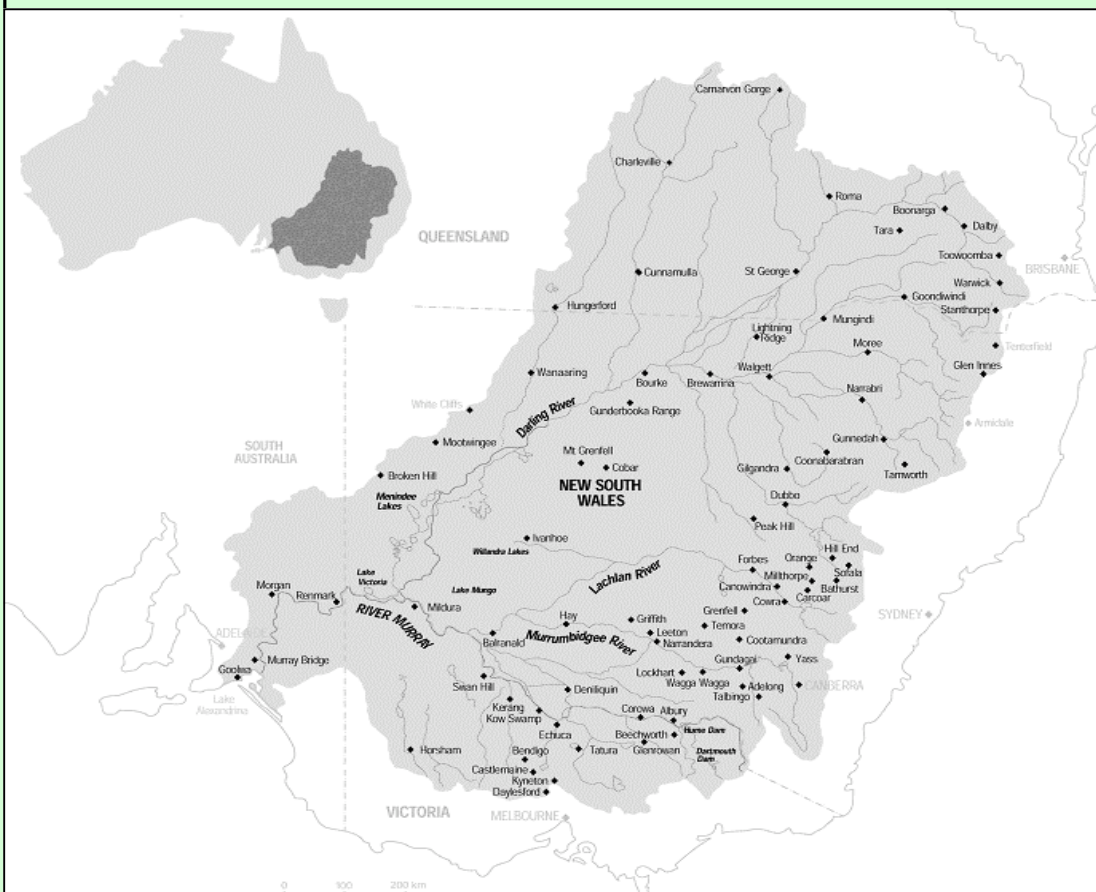 Carnarvon Gorge
Charleville
Roma
Boonarga
Tara
Dalby
QUEENSLAND
Toowoomba
BRISBANE
Cunnamulla
St George
Warwick
Goondiwindi
Hungerford
Stanthorpe
Mungindi
Lightning
Ridge
Moree
Tenterfield
Glen Innes
Wanaaring
Bourke
Brewarrina
Walgett
Narrabri
White Cliffs
Darling River
Gunderbooka Range
Armidale
Mootwingee
Gunnedah
SOUTH
AUSTRALIA
Mt Grenfell
Cobar
Coonabarabran
Gilgandra
Tamworth
Broken Hill
NEW SOUTH
WALES
Menindee
Lakes
Dubbo
Peak Hill
Ivanhoe
Willandra Lakes
Hill End
Orange
Forbes
Sofala
Lake
Victoria
Lachlan River
Millthorpe
Morgan
Lake Mungo
Canowindra
Bathurst
Renmark
Carcoar
Cowra
Mildura
RIVER MURRAY
Grenfell
SYDNEY
Hay
Griffith
Temora
ADELAIDE
Balranald
Murrumbidgee River
Leeton
Narrandera
Cootamundra
Murray Bridge
Goolwa
Gundagai
Yass
Lockhart
Wagga Wagga
Adelong
CANBERRA
Swan Hill
Deniliquin
Talbingo
Lake
Alexandrina
Kerang
Kow Swamp
Corowa
Albury
Echuca
Beechworth
Hume Dam
Horsham
Bendigo
Tatura
Glenrowan
Dartmouth
Dam
Castlemaine
Kyneton
Daylesford
VICTORIA
MELBOURNE
0 100 200 km